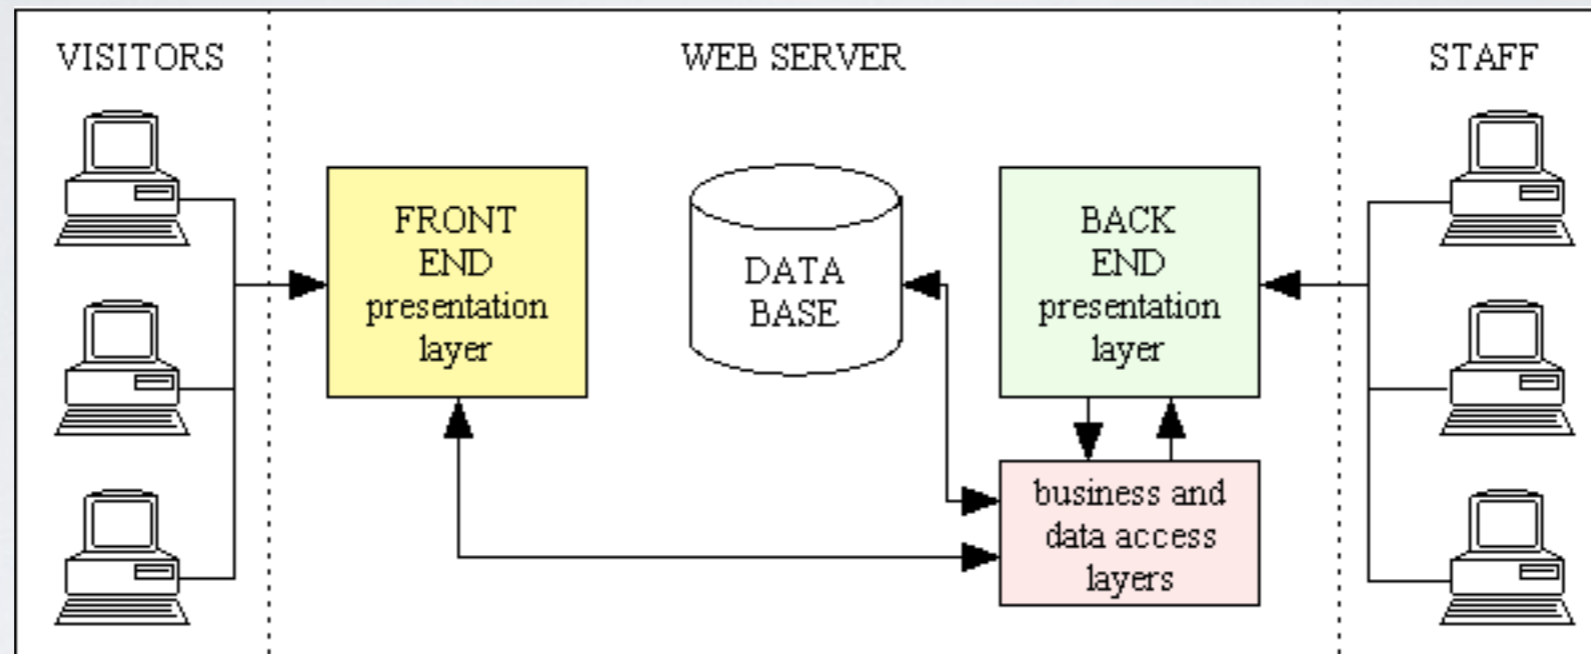 VISITORS
WEB SERVER
STAFF
FRONT
END
presentation
layer
DATA
BASE
BACK
END
presentation
layer
business and
data access
layers